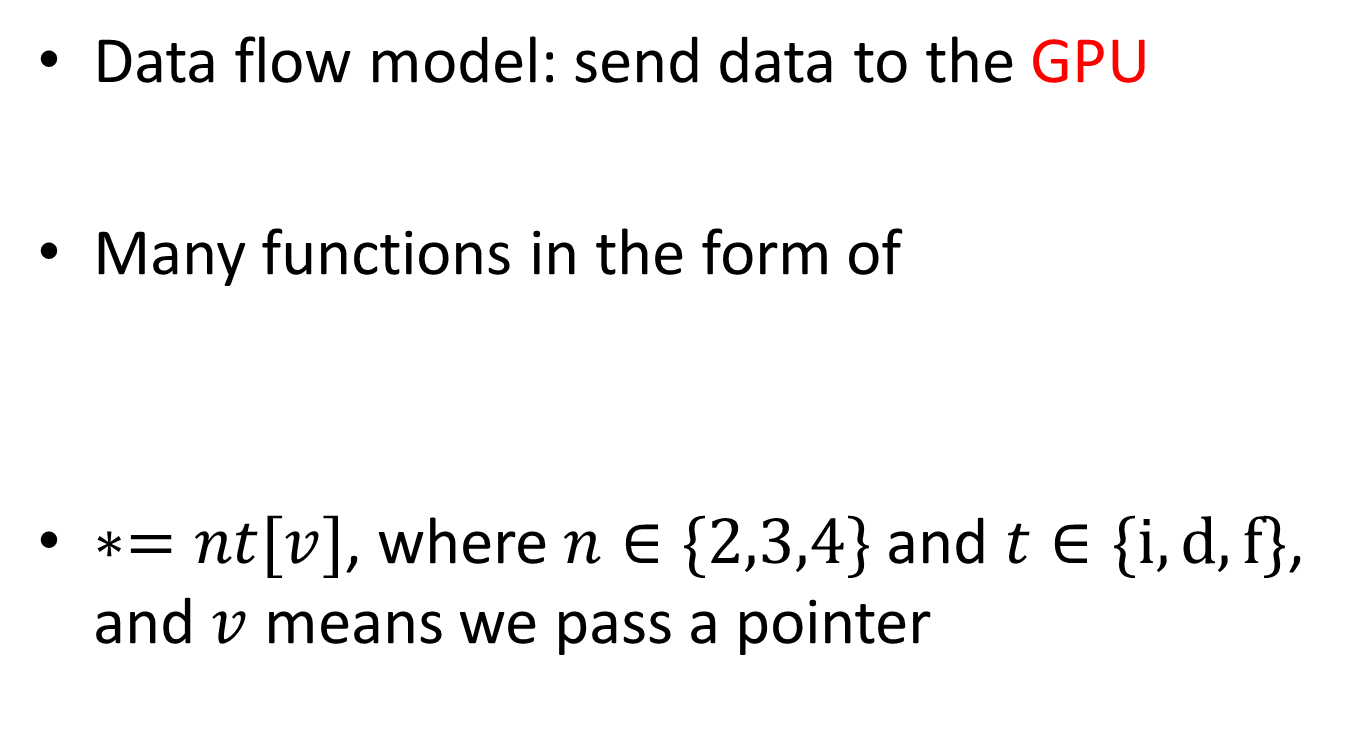 • Data flow model: send data to the GPU
• Many functions in the form of
• ∗= 𝑛𝑡[𝑣], where 𝑛 ∈ {2,3,4} and 𝑡 ∈ {i, d, f},
and 𝑣 means we pass a pointer